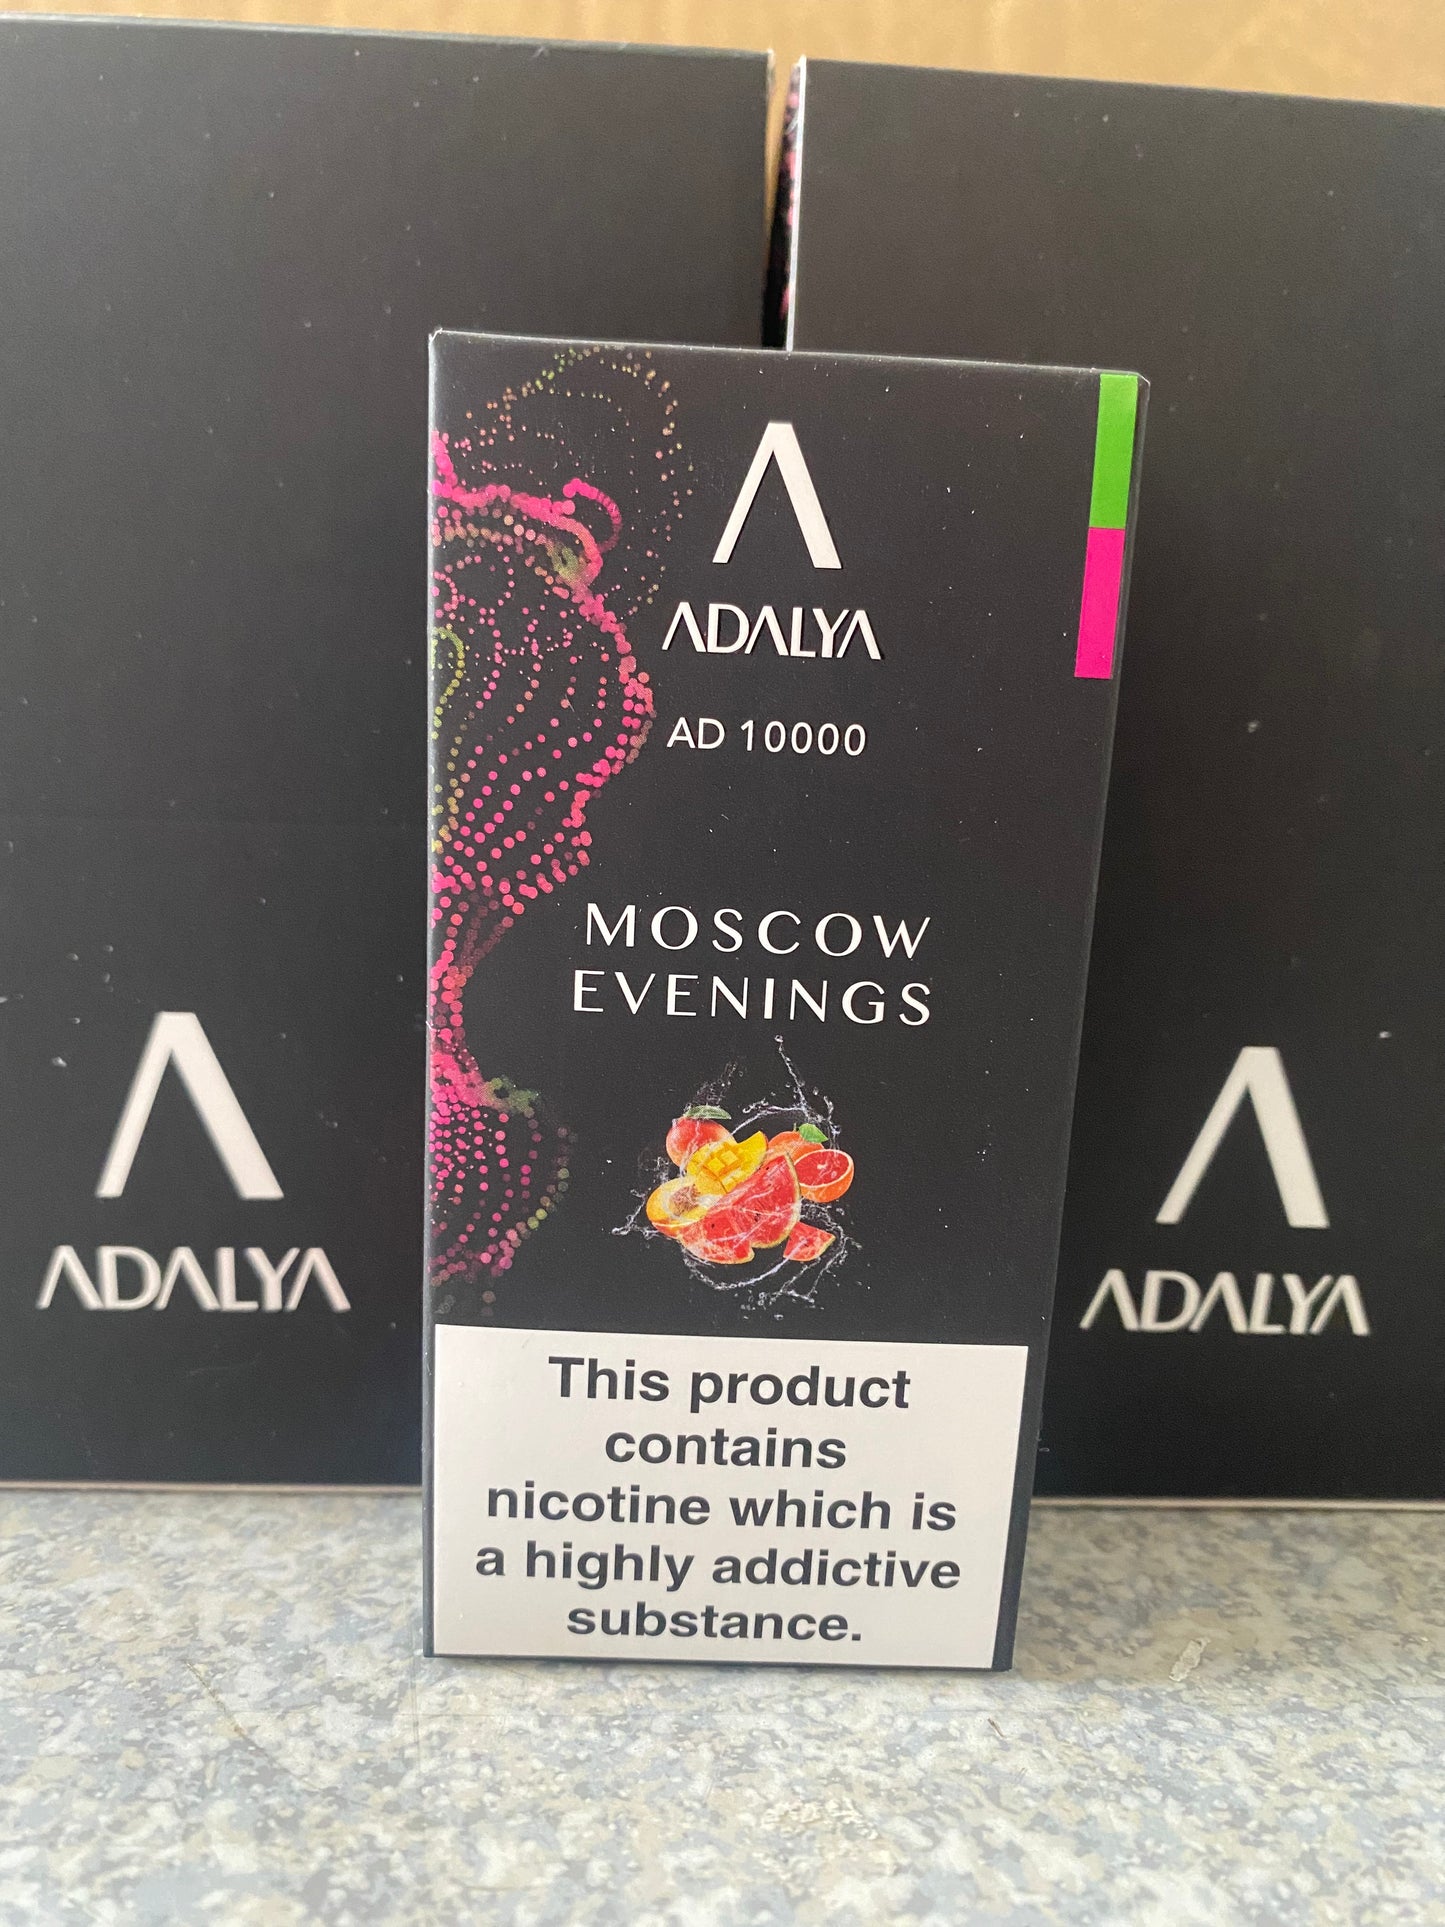 ADALYA
AD 10000
MOSCOW
EVENINGS
This product
contains
nicotine which is
a highly addictive
substance.
ADALYA
ADALYA